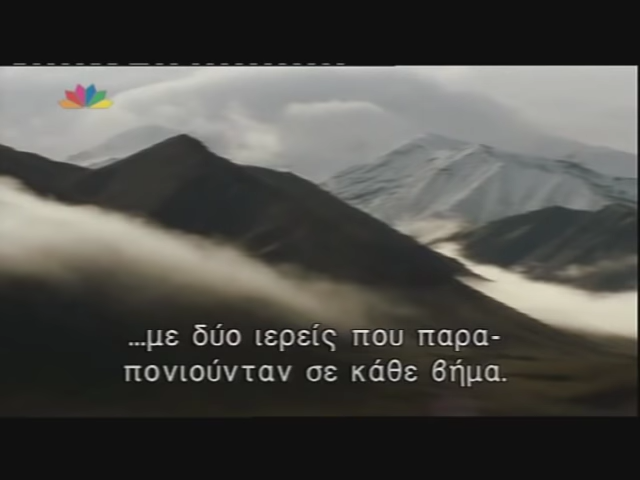 …με δύο ιερείς που παρα-
πονιούνταν σε κάθε βήμα.